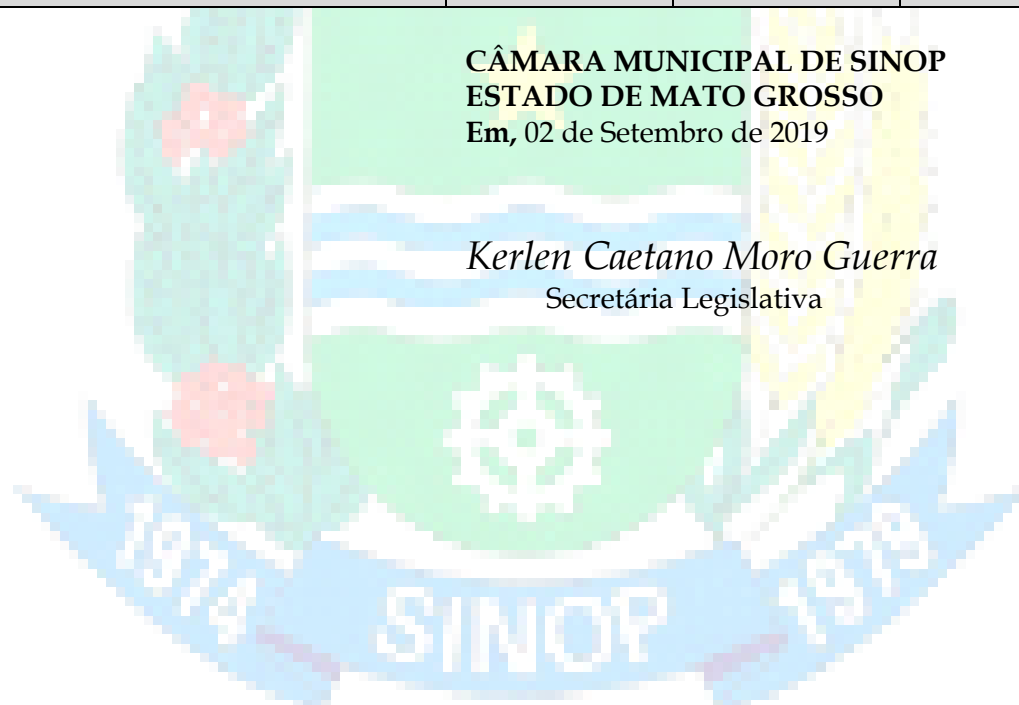 CÂMARA MUNICIPAL DE SINOP
ESTADO DE MATO GROSSO
Em, 02 de Setembro de 2019
Kerlen Caetano Moro Guerra
Secretária Legislativa
1974 SINOP 1979